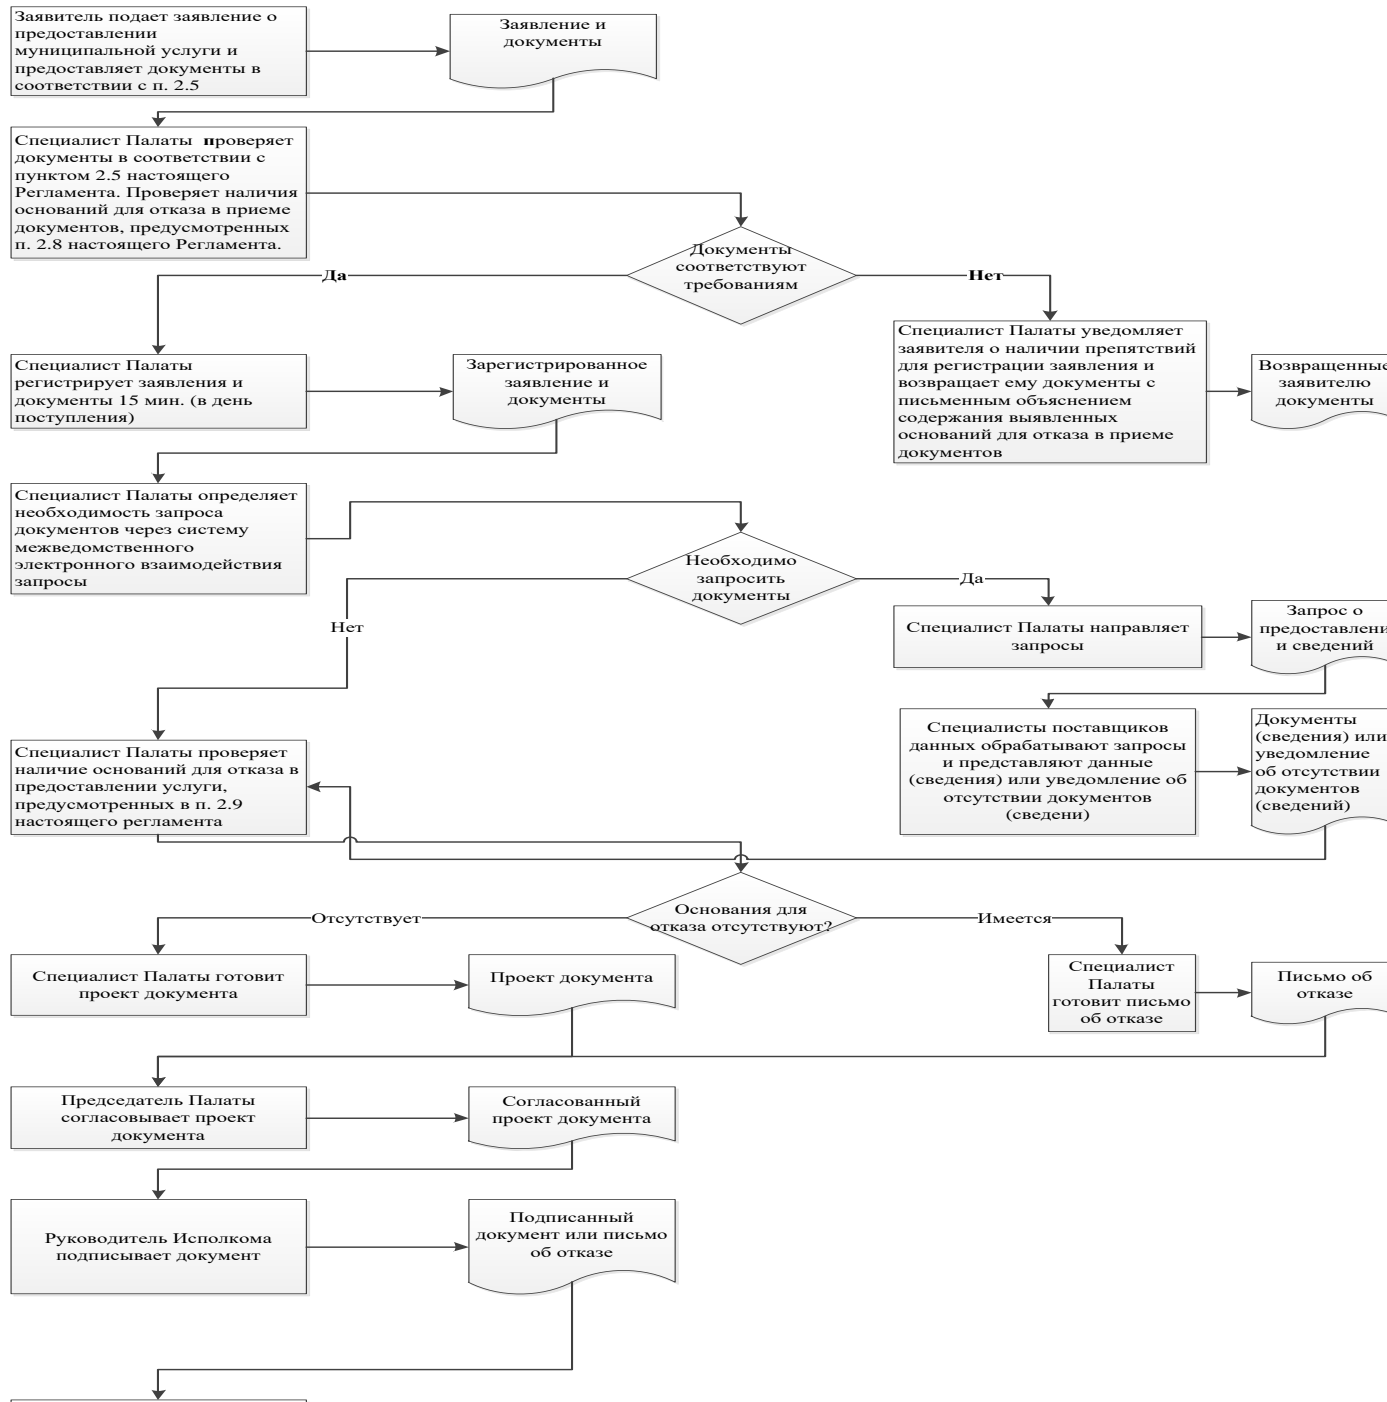 Заявитель подает заявление о
предоставлении
муниципальной услуги и
предоставляет документы в
соответствии с п. 2.5
Заявление и
документы
Специалист Палаты проверяет
документы в соответствии с
пунктом 2.5 настоящего
Регламента. Проверяет наличия
оснований для отказа в приеме
документов, предусмотренных
п. 2.8 настоящего Регламента.
Документы
соответствуют
требованиям
Да
Нет
Специалист Палаты
регистрирует заявления и
документы 15 мин. (в день
поступления)
Зарегистрированное
заявление и
документы
Специалист Палаты уведомляет
заявителя о наличии препятствий
для регистрации заявления и
возвращает ему документы с
письменным объяснением
содержания выявленных
оснований для отказа в приеме
документов
Возвращенные
заявителю
документы
Специалист Палаты определяет
необходимость запроса
документов через систему
межведомственного
электронного взаимодействия
запросы
Необходимо
запросить
документы
Да
Нет
Специалист Палаты направляет
запросы
Запрос о
предоставлени
и сведений
Специалист Палаты проверяет
наличие оснований для отказа в
предоставлении услуги,
предусмотренных в п. 2.9
настоящего регламента
Специалисты поставщиков
данных обрабатывают запросы
и представляют данные
(сведения) или уведомление об
отсутствии документов
(сведени)
Документы
(сведения) или
уведомление
об отсутствии
документов
(сведений)
Основания для
отказа отсутствуют?
Отсутствует
Имеется
Специалист Палаты готовит
проект документа
Проект документа
Специалист
Палаты
готовит письмо
об отказе
Письмо об
отказе
Председатель Палаты
согласовывает проект
документа
Согласованный
проект документа
Руководитель Исполкома
подписывает документ
Подписанный
документ или письмо
об отказе